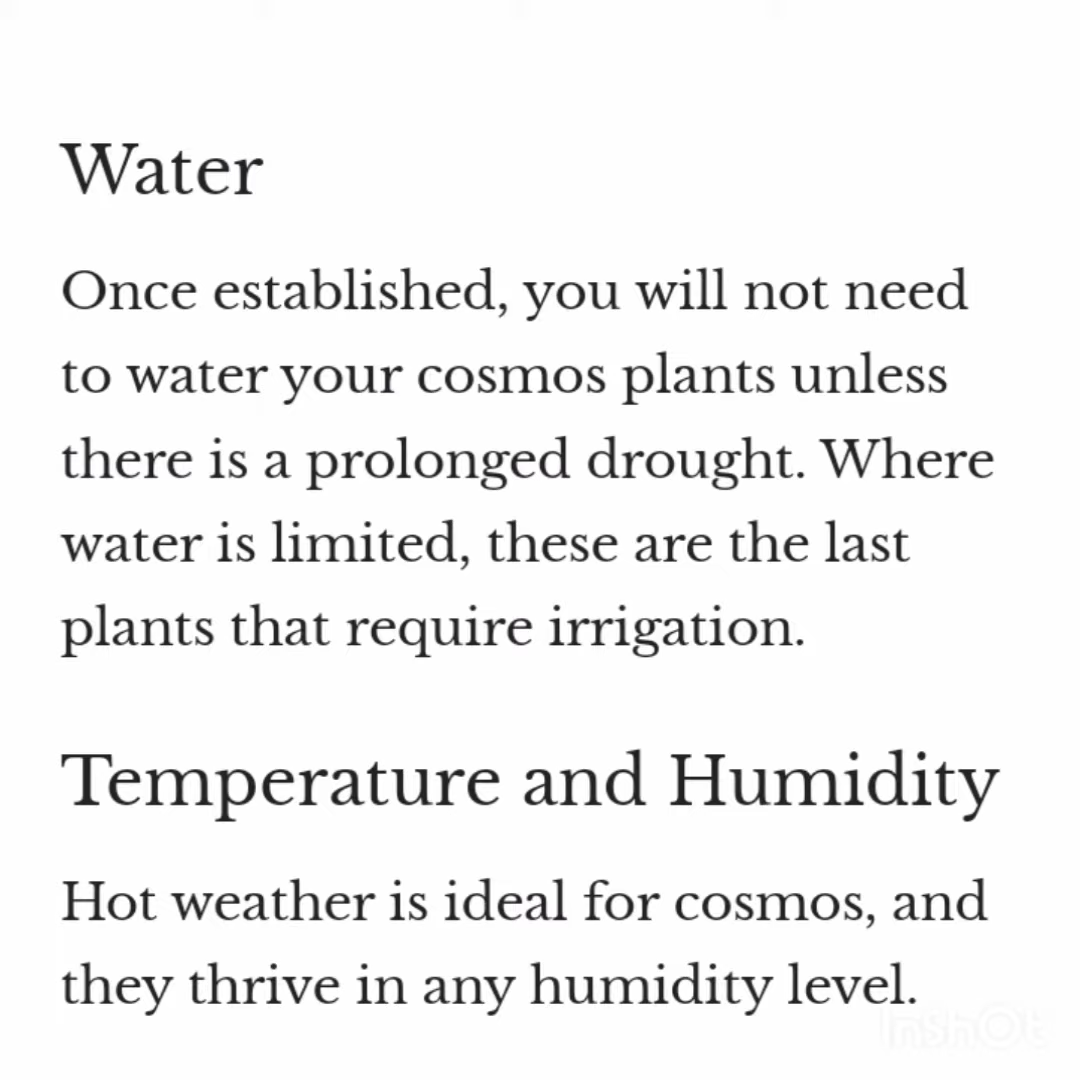 Water
Once established, you will not need
to water your cosmos plants unless
there is a prolonged drought. Where
water is limited, these are the last
plants that require irrigation.
Temperature and Humidity
Hot weather is ideal for cosmos, and
they thrive in any humidity level.
InShOt